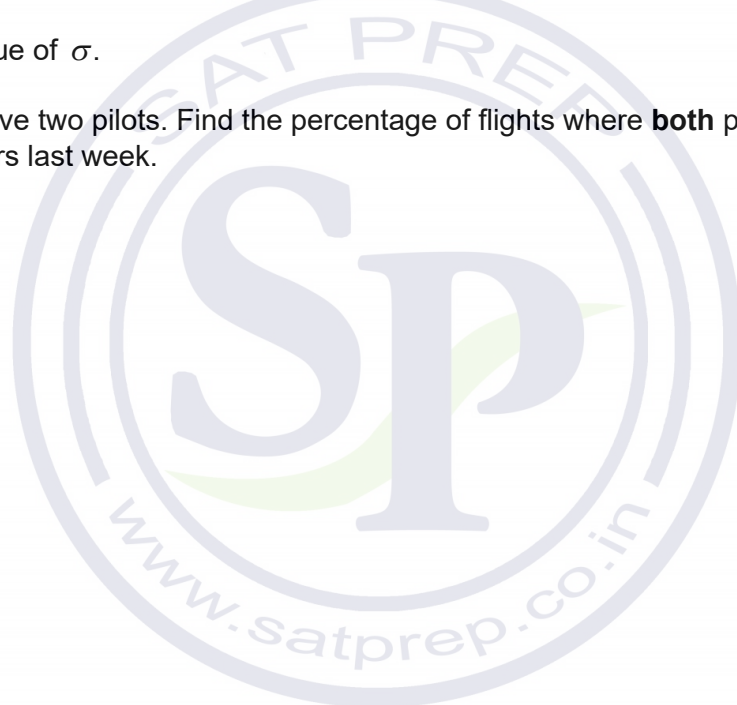 ue of σ.
ve two pilots. Find the percentage of flights where both p
rs last week.
SAT PREP
SP
www.satprep.co.in